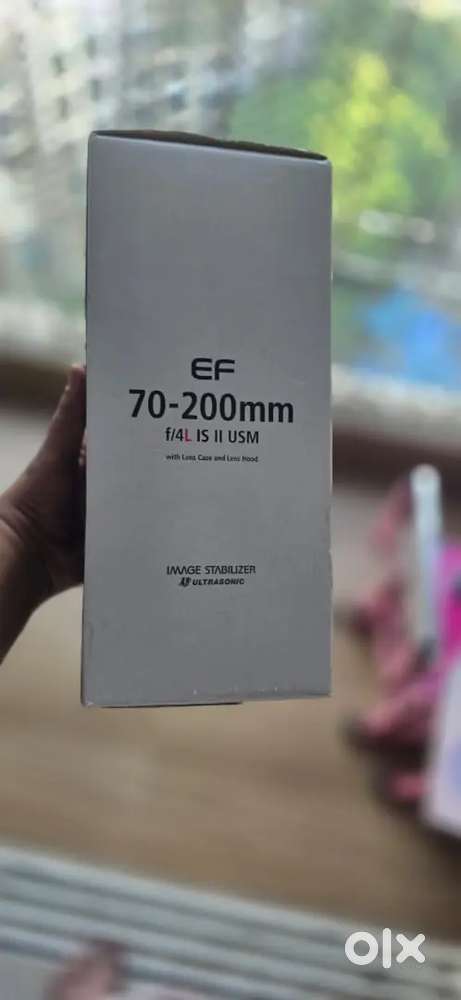 EF
70-200mm
f/4L IS II USM
with Lens Case and Lens Hood
IMAGE STABILIZER
ULTRASONIC
olx